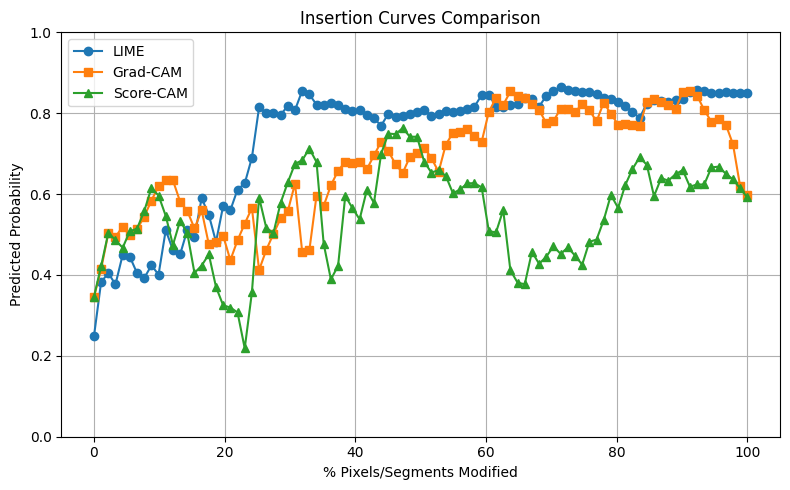 Insertion Curves Comparison
LIME
Grad-CAM
Score-CAM
Predicted Probability
1.0
0.8
0.6
0.4
0.2
0.0
0 20 40 60 80 100
% Pixels/Segments Modified